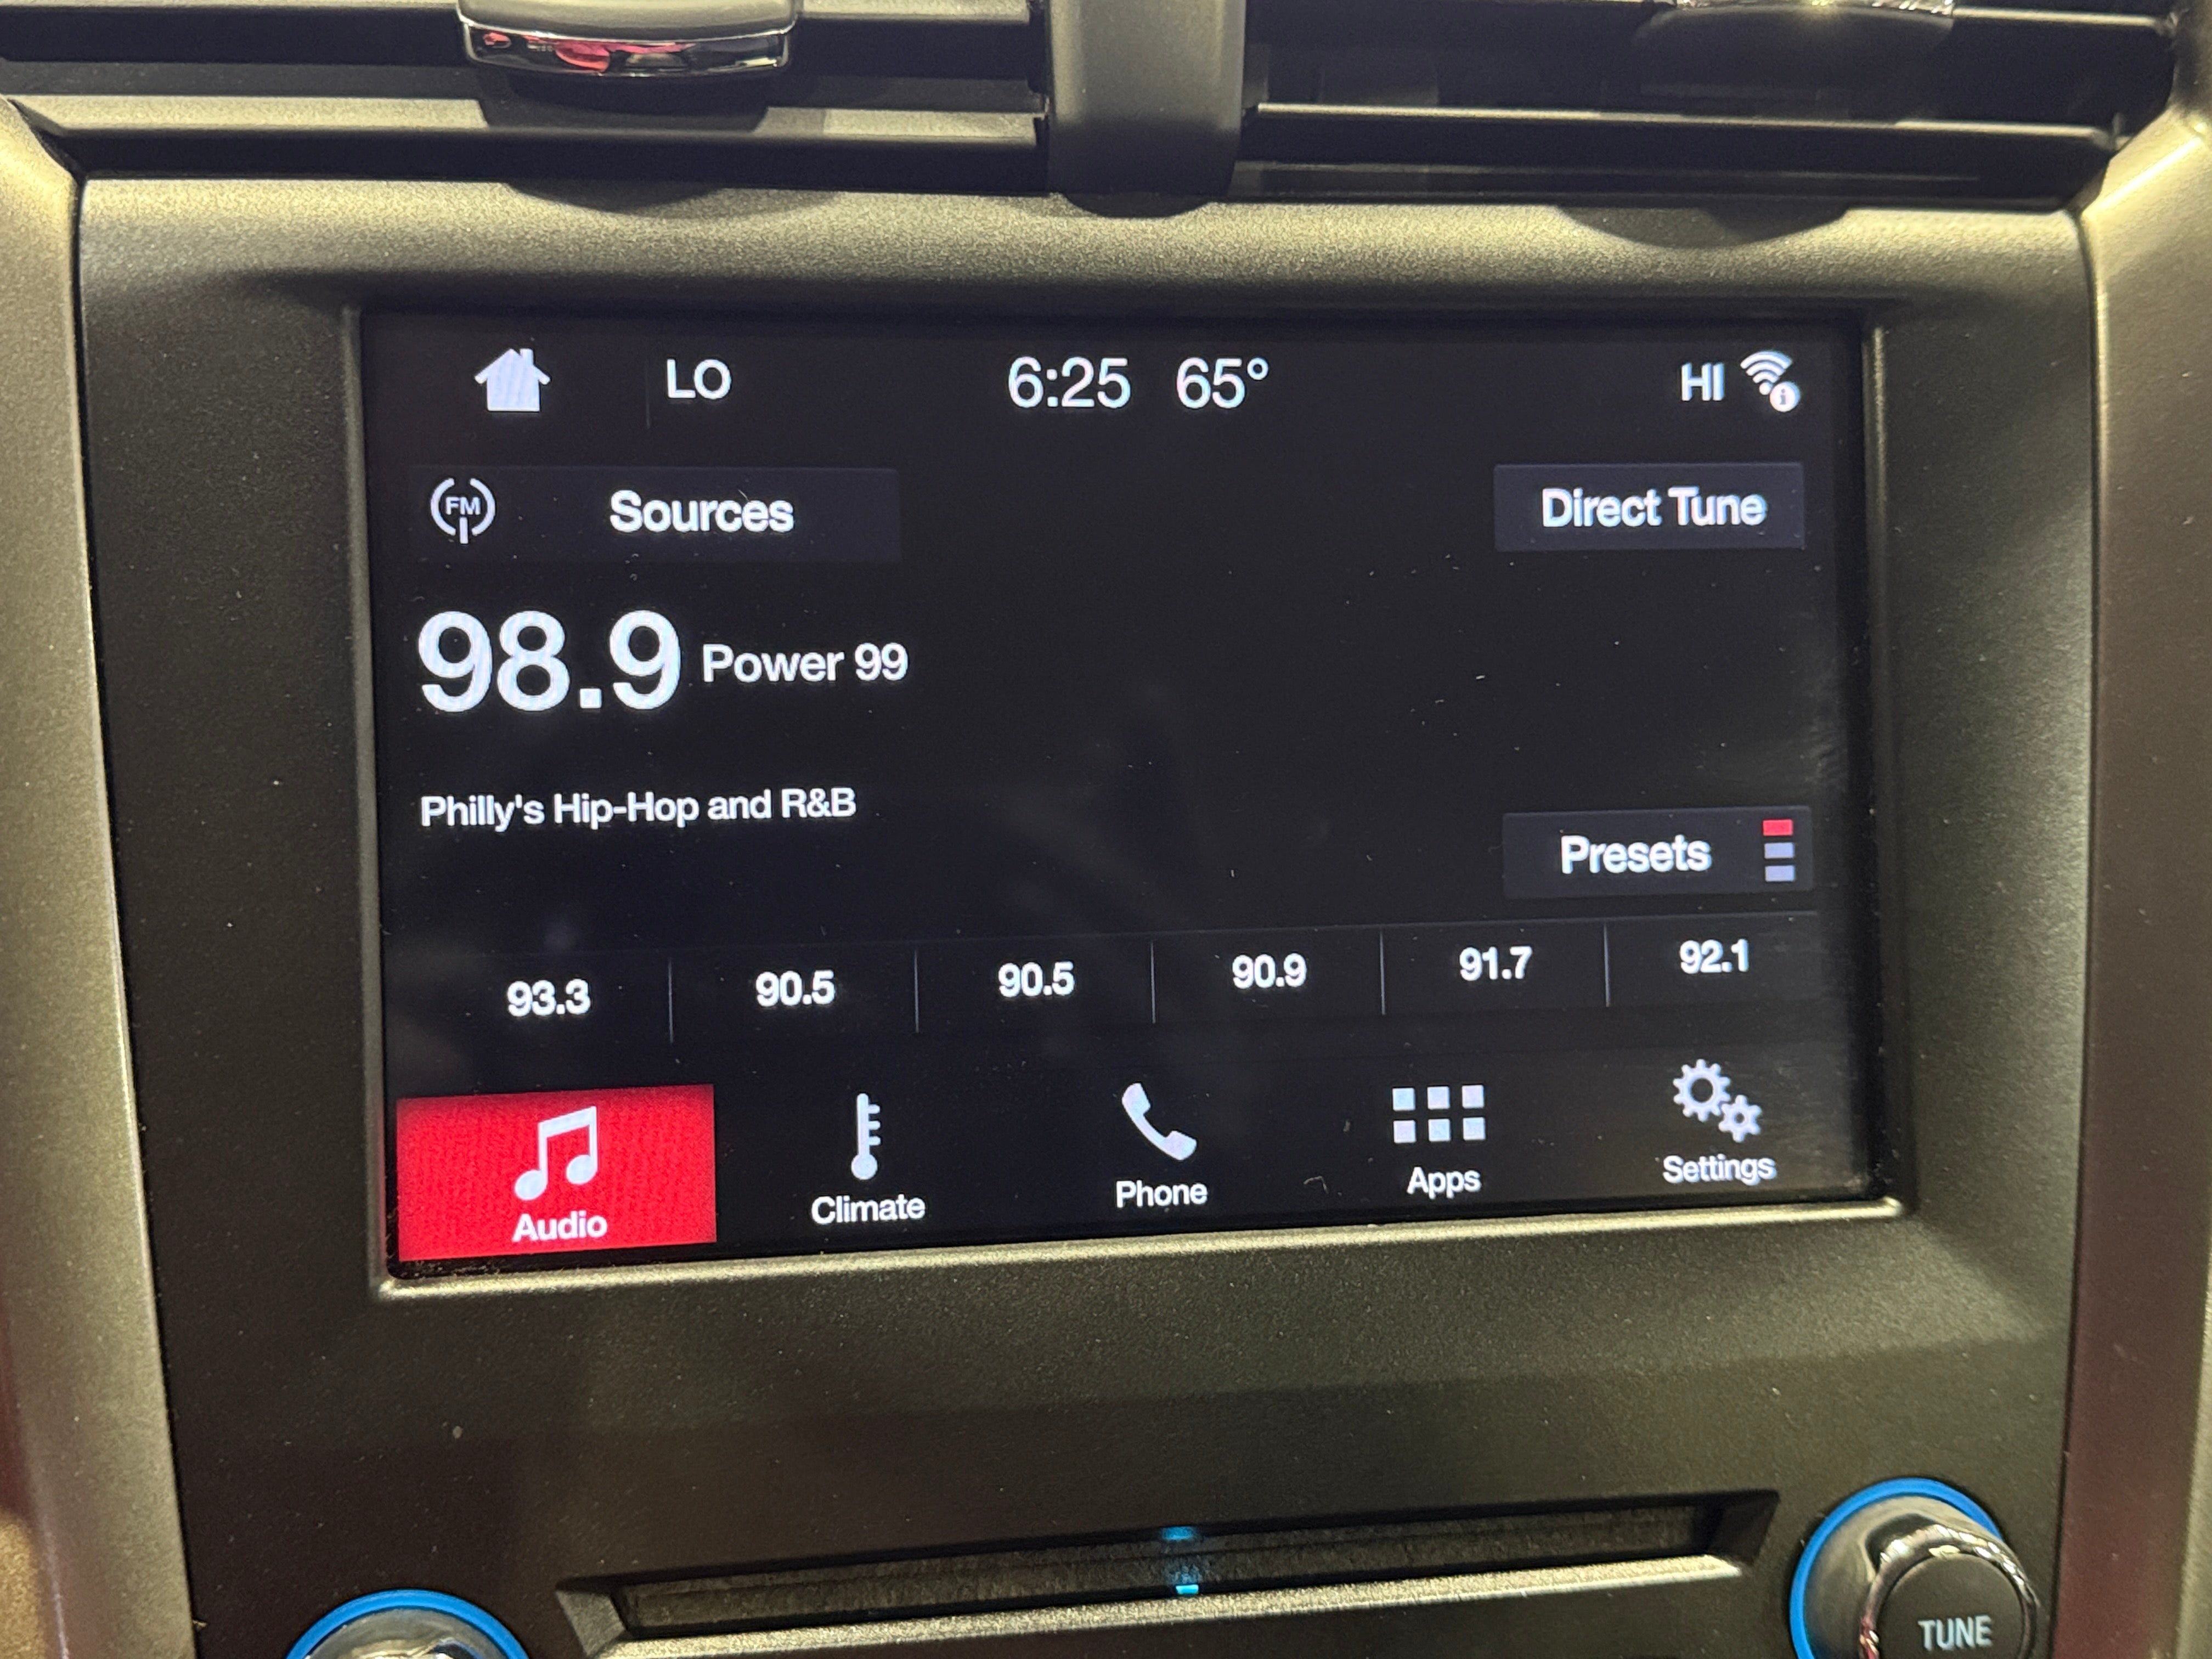 LO 6:25 65° HI
FM Sources Direct Tune
98.9 Power 99
Philly's Hip-Hop and R&B
Presets
93.3 90.5 90.5 90.9 91.7 92.1
Audio Climate Phone Apps Settings
TUNE